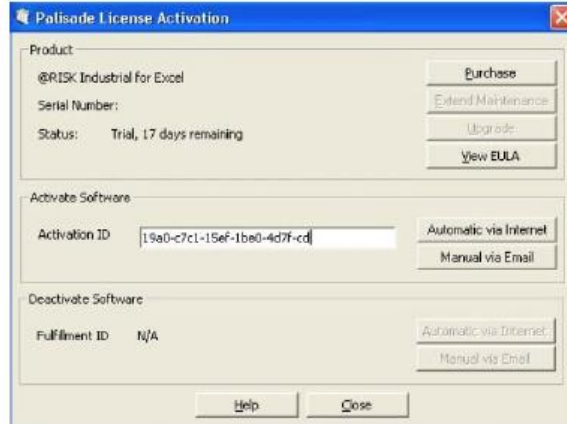 Palisade License Activation
Product
@RISK Industrial for Excel
Serial Number:
Status: Trial, 17 days remaining
Purchase
Extend Maintenance
Upgrade
View EULA
Activate Software
Activation ID 19a0-c7c1-15ef-1be0-4d7f-cd
Automatic via Internet
Manual via Email
Deactivate Software
Fulfillment ID N/A
Automatic via Internet
Manual via Email
Help
Close